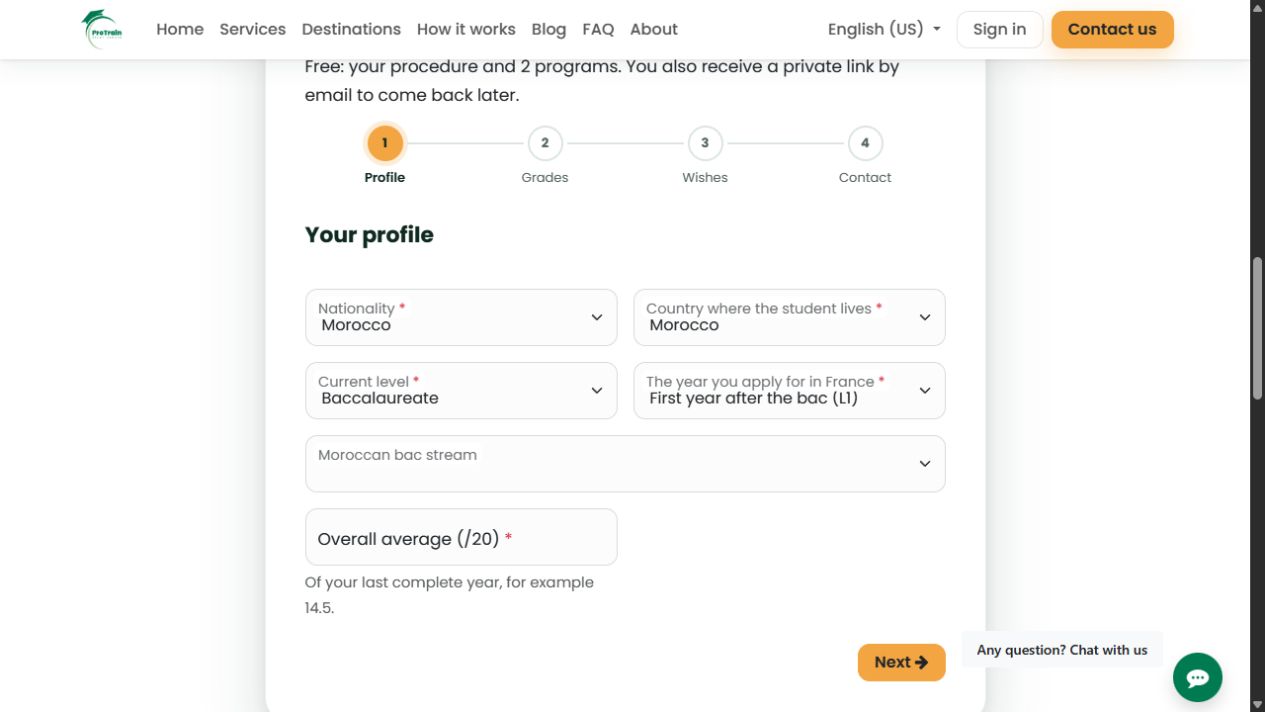 ProTrain
Home Services Destinations How it works Blog FAQ About English (US) Sign in Contact us
Free: your procedure and 2 programs. You also receive a private link by
email to come back later.
1 2 3 4
Profile Grades Wishes Contact
Your profile
Nationality * Country where the student lives *
Morocco Morocco
Current level * The year you apply for in France *
Baccalaureate First year after the bac (L1)
Moroccan bac stream
Overall average (/20) *
Of your last complete year, for example
14.5.
Next
Any question? Chat with us